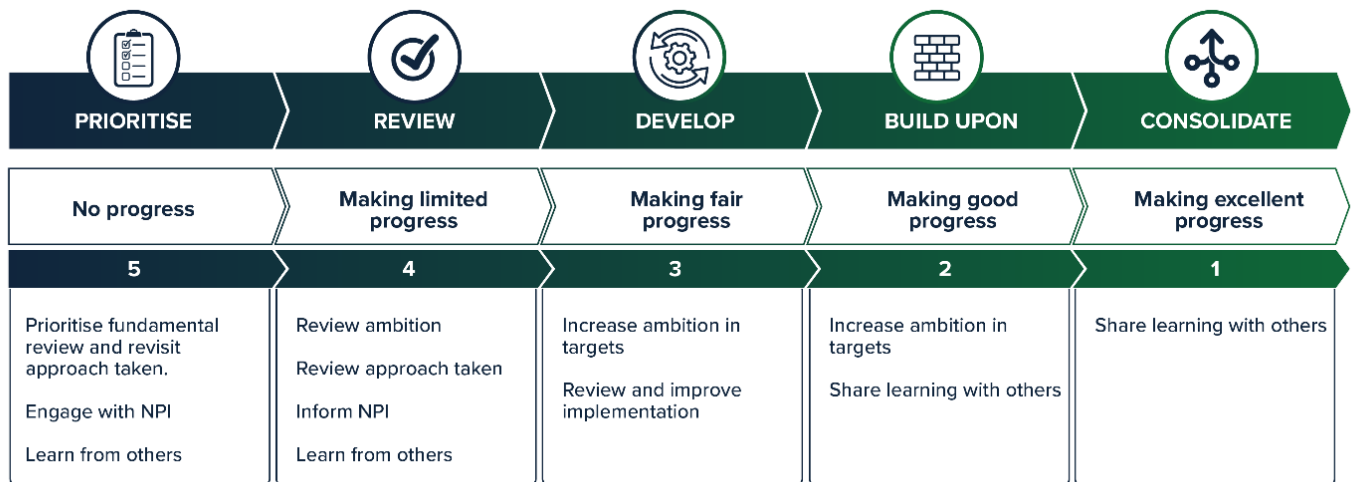 PRIORITISE
REVIEW
DEVELOP
BUILD UPON
CONSOLIDATE
No progress
Making limited
progress
Making fair
progress
Making good
progress
Making excellent
progress
5
4
3
2
1
Prioritise fundamental
review and revisit
approach taken.
Engage with NPI
Learn from others
Review ambition
Review approach taken
Inform NPI
Learn from others
Increase ambition in
targets
Review and improve
implementation
Increase ambition in
targets
Share learning with others
Share learning with others